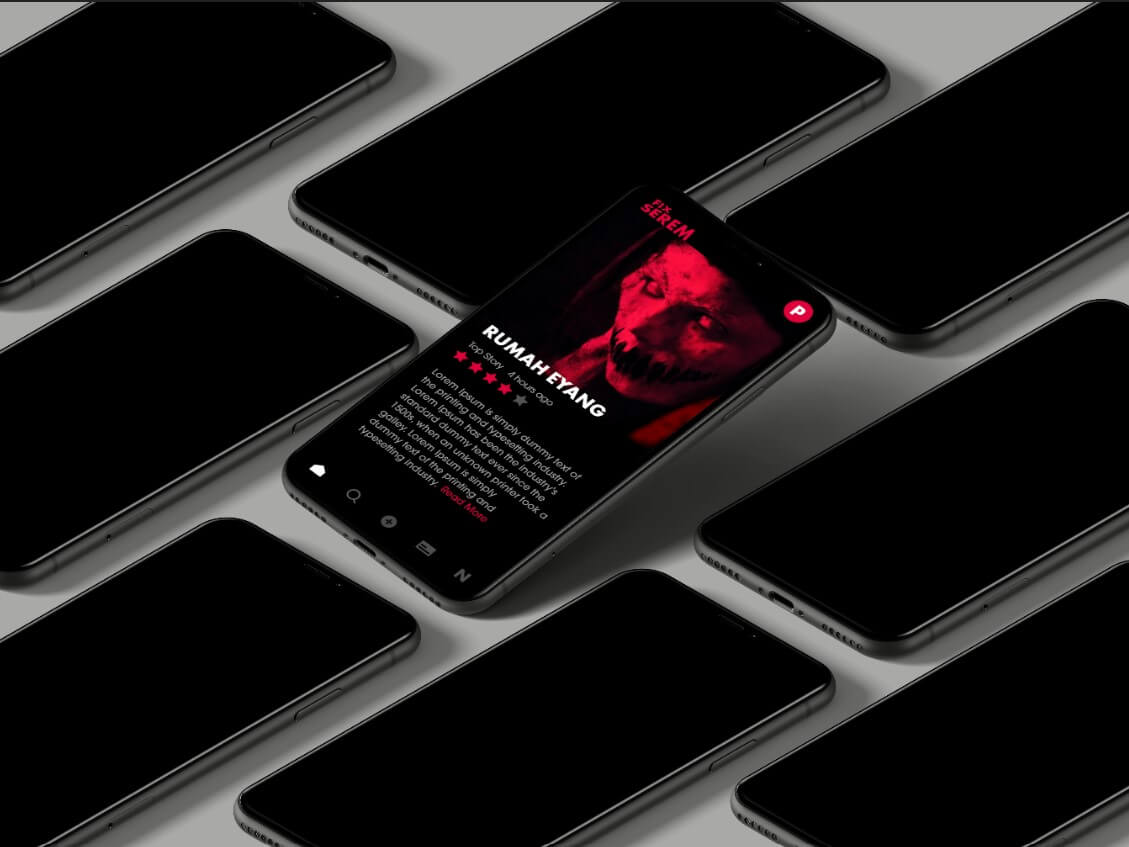 FIX
SEREM
P
RUMAH EYANG
Top Story 4 hours ago
Lorem Ipsum is simply dummy text of
the printing and typesetting industry.
Lorem Ipsum has been the industry's
standard dummy text ever since the
1500s, when an unknown printer took a
galley. Lorem Ipsum is simply
dummy text of the printing and
typesetting industry. Read More
N